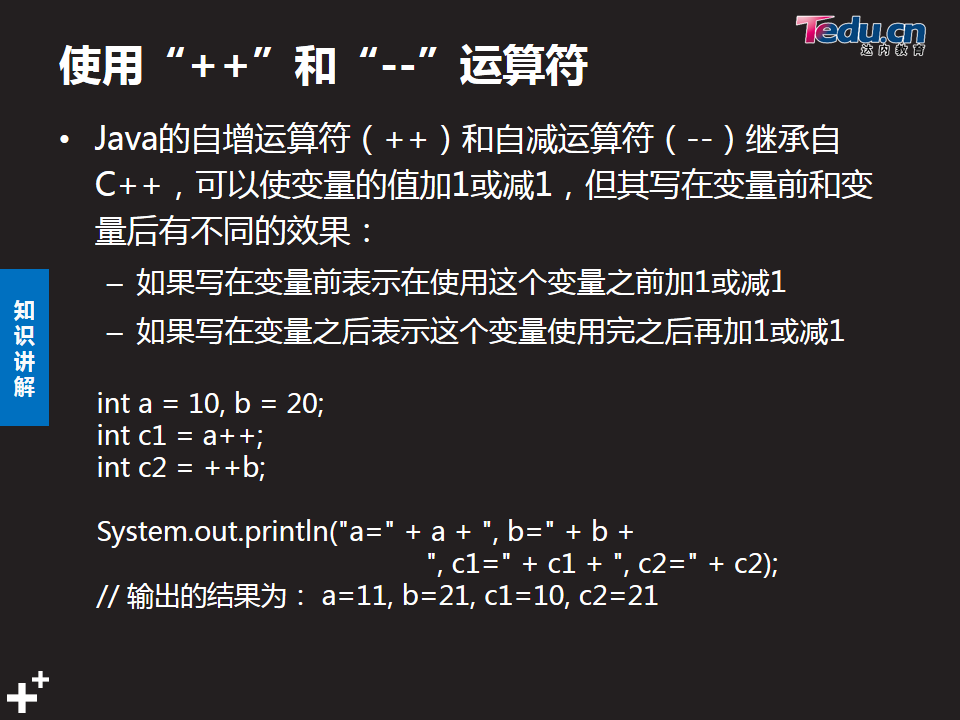 Tedu.cn
达内教育
使用“++”和“--”运算符
• Java的自增运算符（++）和自减运算符（--）继承自
C++，可以使变量的值加1或减1，但其写在变量前和变
量后有不同的效果：
– 如果写在变量前表示在使用这个变量之前加1或减1
– 如果写在变量之后表示这个变量使用完之后再加1或减1
知
识
讲
解
int a = 10, b = 20;
int c1 = a++;
int c2 = ++b;
System.out.println("a=" + a + ", b=" + b +
", c1=" + c1 + ", c2=" + c2);
// 输出的结果为： a=11, b=21, c1=10, c2=21